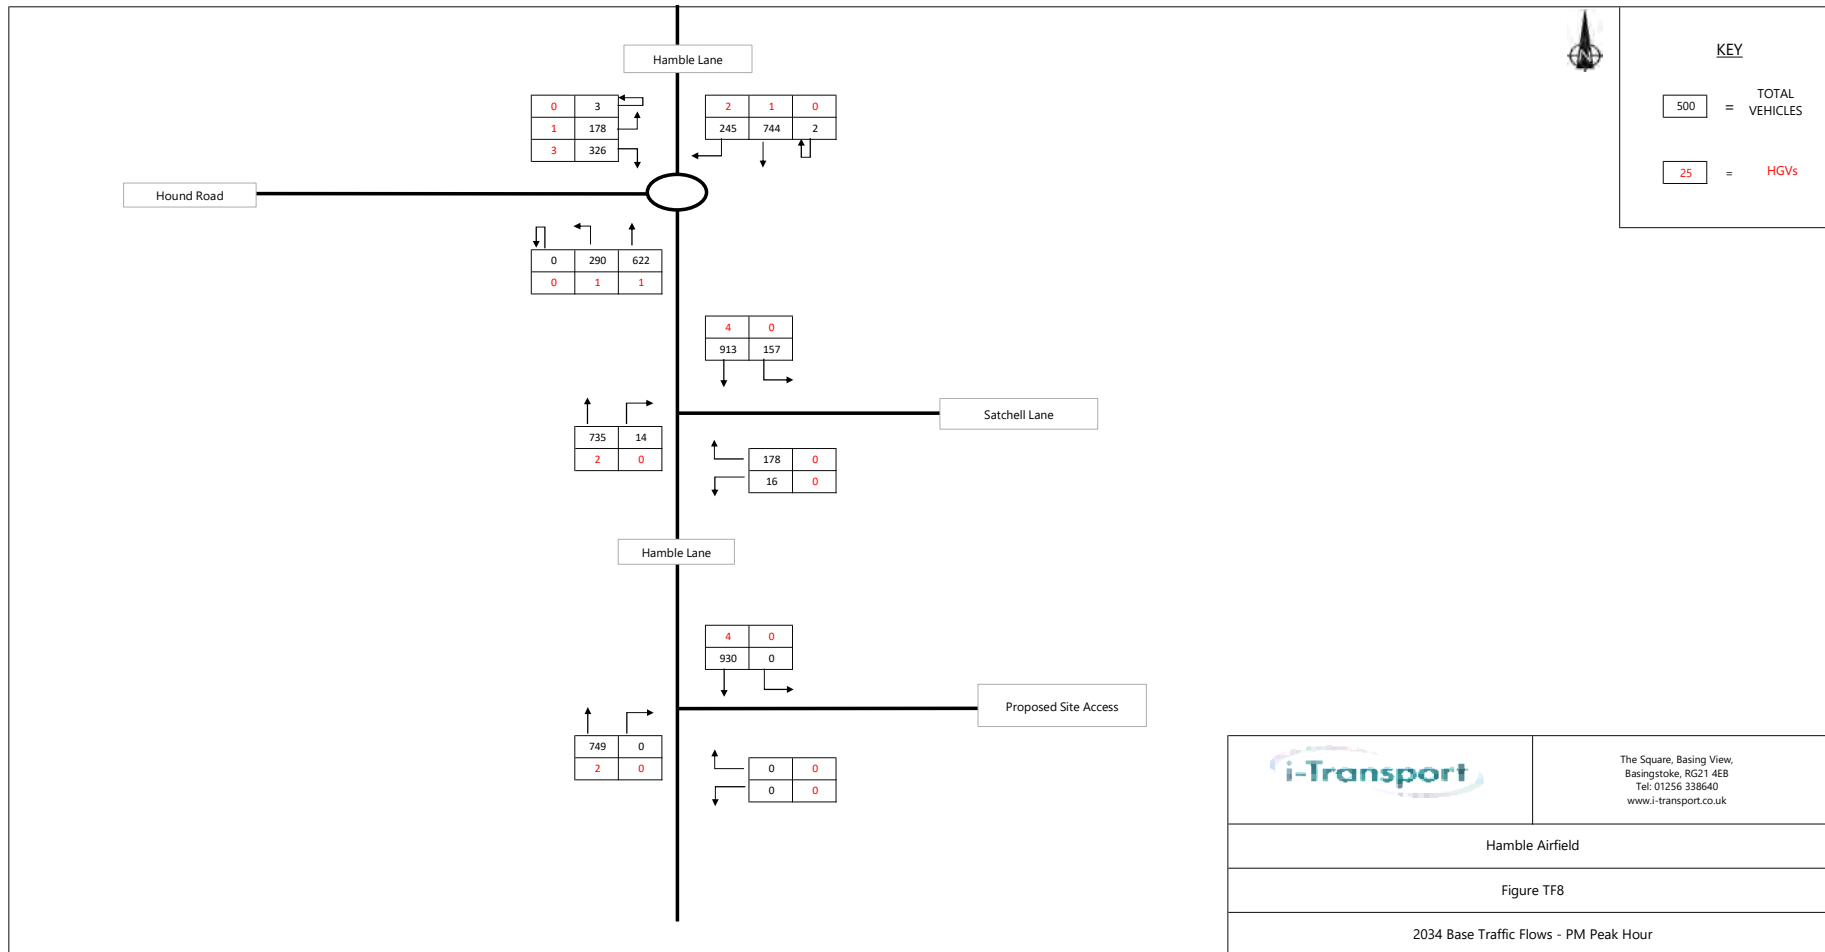 Hamble Lane
KEY
500 = TOTAL VEHICLES
25 = HGVs
0 3
1 178
3 326
2 1 0
245 744 2
Hound Road
0 290 622
0 1 1
4 0
913 157
Satchell Lane
735 14
2 0
178 0
16 0
Hamble Lane
4 0
930 0
Proposed Site Access
749 0
2 0
0 0
0 0
i-Transport
The Square, Basing View,
Basingstoke, RG21 4EB
Tel: 01256 338640
www.i-transport.co.uk
Hamble Airfield
Figure TF8
2034 Base Traffic Flows - PM Peak Hour